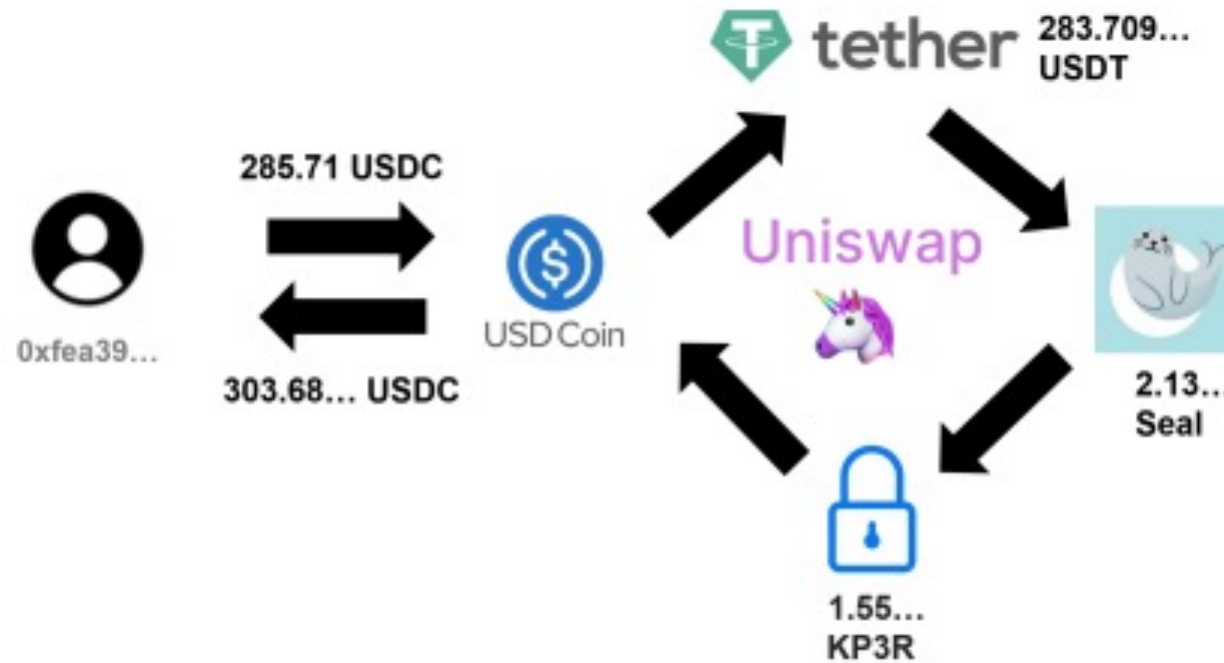 tether
283.709...
USDT
285.71 USDC
Uniswap
USD Coin
0xfea39...
303.68... USDC
2.13...
Seal
1.55...
KP3R